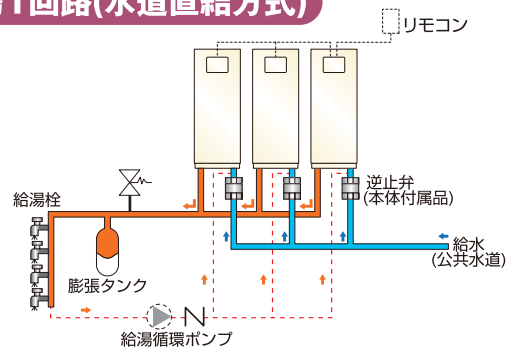 1回路(水道直給方式)
リモコン
逆止弁
(本体付属品)
給湯栓
給水
(公共水道)
膨張タンク
給湯循環ポンプ